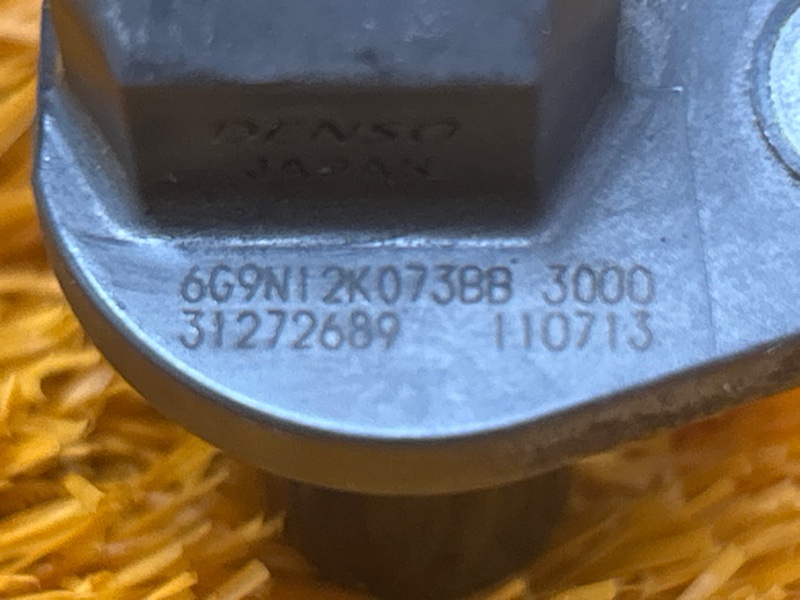 DENSO
JAPAN
6G9N12K073BB 3000
31272689 110713